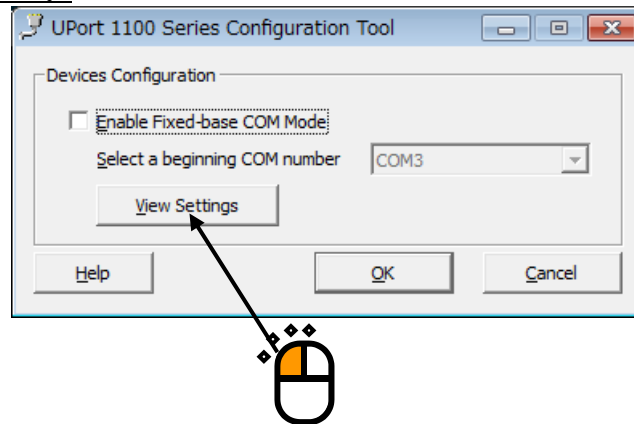 UPort 1100 Series Configuration Tool
Devices Configuration
Enable Fixed-base COM Mode
Select a beginning COM number COM3
View Settings
Help OK Cancel